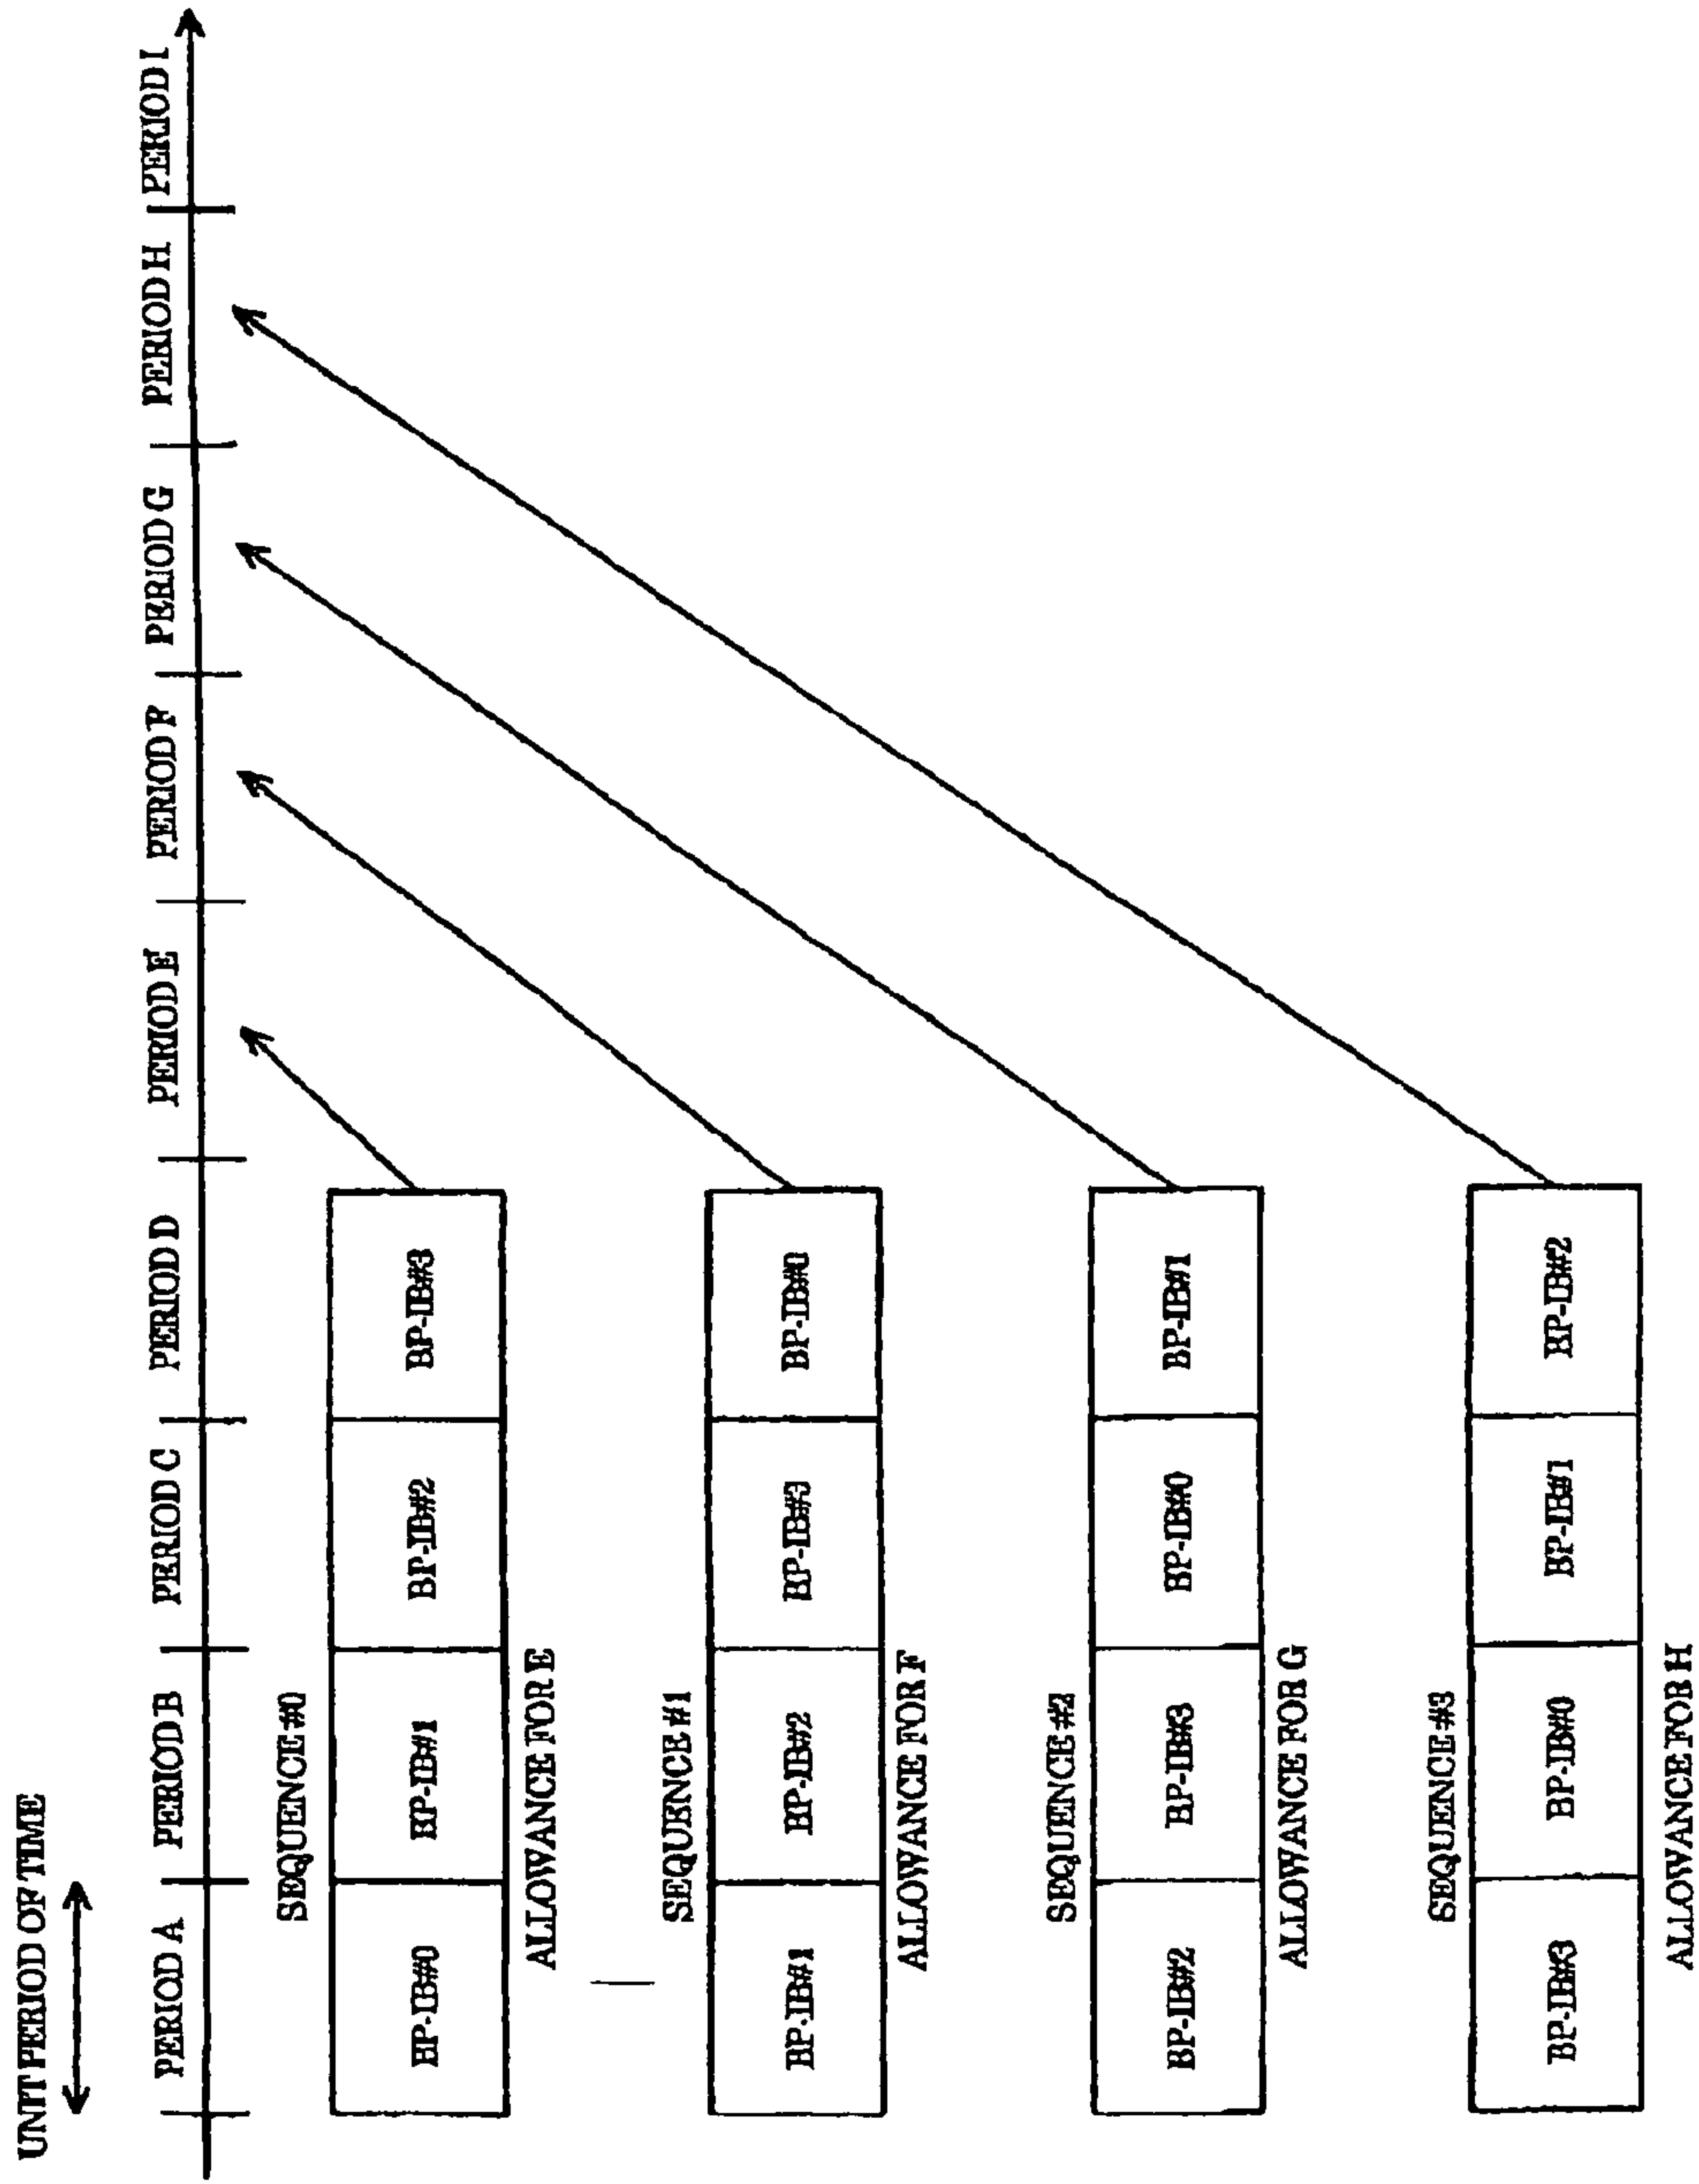 UNIT PERIOD OF TIME
PERIOD A PERIOD B PERIOD C PERIOD D PERIOD E PERIOD F PERIOD G PERIOD H PERIOD I
SEQUENCE #0
BP-IB#0 BP-IB#1 BP-IB#2 BP-IB#3
ALLOWANCE FOR E
SEQUENCE #1
BP-IB#1 BP-IB#2 BP-IB#3 BP-IB#0
ALLOWANCE FOR F
SEQUENCE #2
BP-IB#2 BP-IB#3 BP-IB#0 BP-IB#1
ALLOWANCE FOR G
SEQUENCE #3
BP-IB#3 BP-IB#0 BP-IB#1 BP-IB#2
ALLOWANCE FOR H